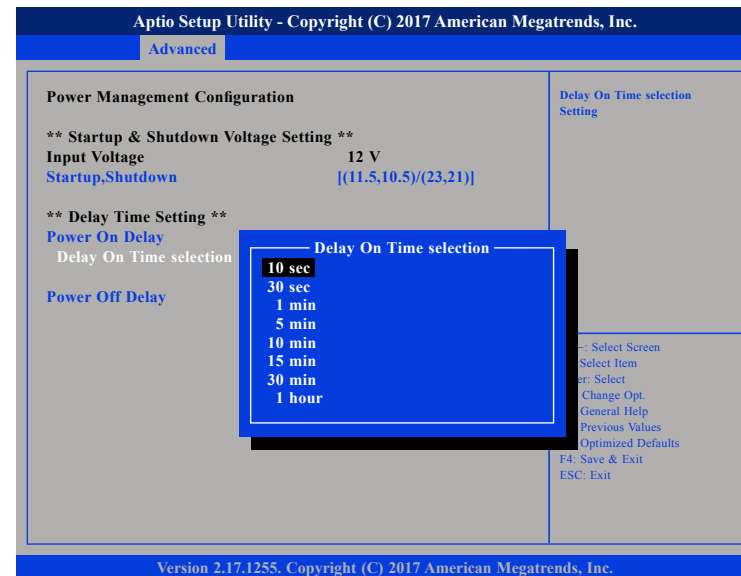 Aptio Setup Utility - Copyright (C) 2017 American Megatrends, Inc.
Advanced
Power Management Configuration
** Startup & Shutdown Voltage Setting **
Input Voltage 12 V
Startup,Shutdown [(11.5,10.5)/(23,21)]
** Delay Time Setting **
Power On Delay
Delay On Time selection
Power Off Delay
Delay On Time selection
10 sec
30 sec
1 min
5 min
10 min
15 min
30 min
1 hour
Delay On Time selection
Setting
: Select Screen
Select Item
: Select
Change Opt.
General Help
Previous Values
Optimized Defaults
F4: Save & Exit
ESC: Exit
Version 2.17.1255. Copyright (C) 2017 American Megatrends, Inc.